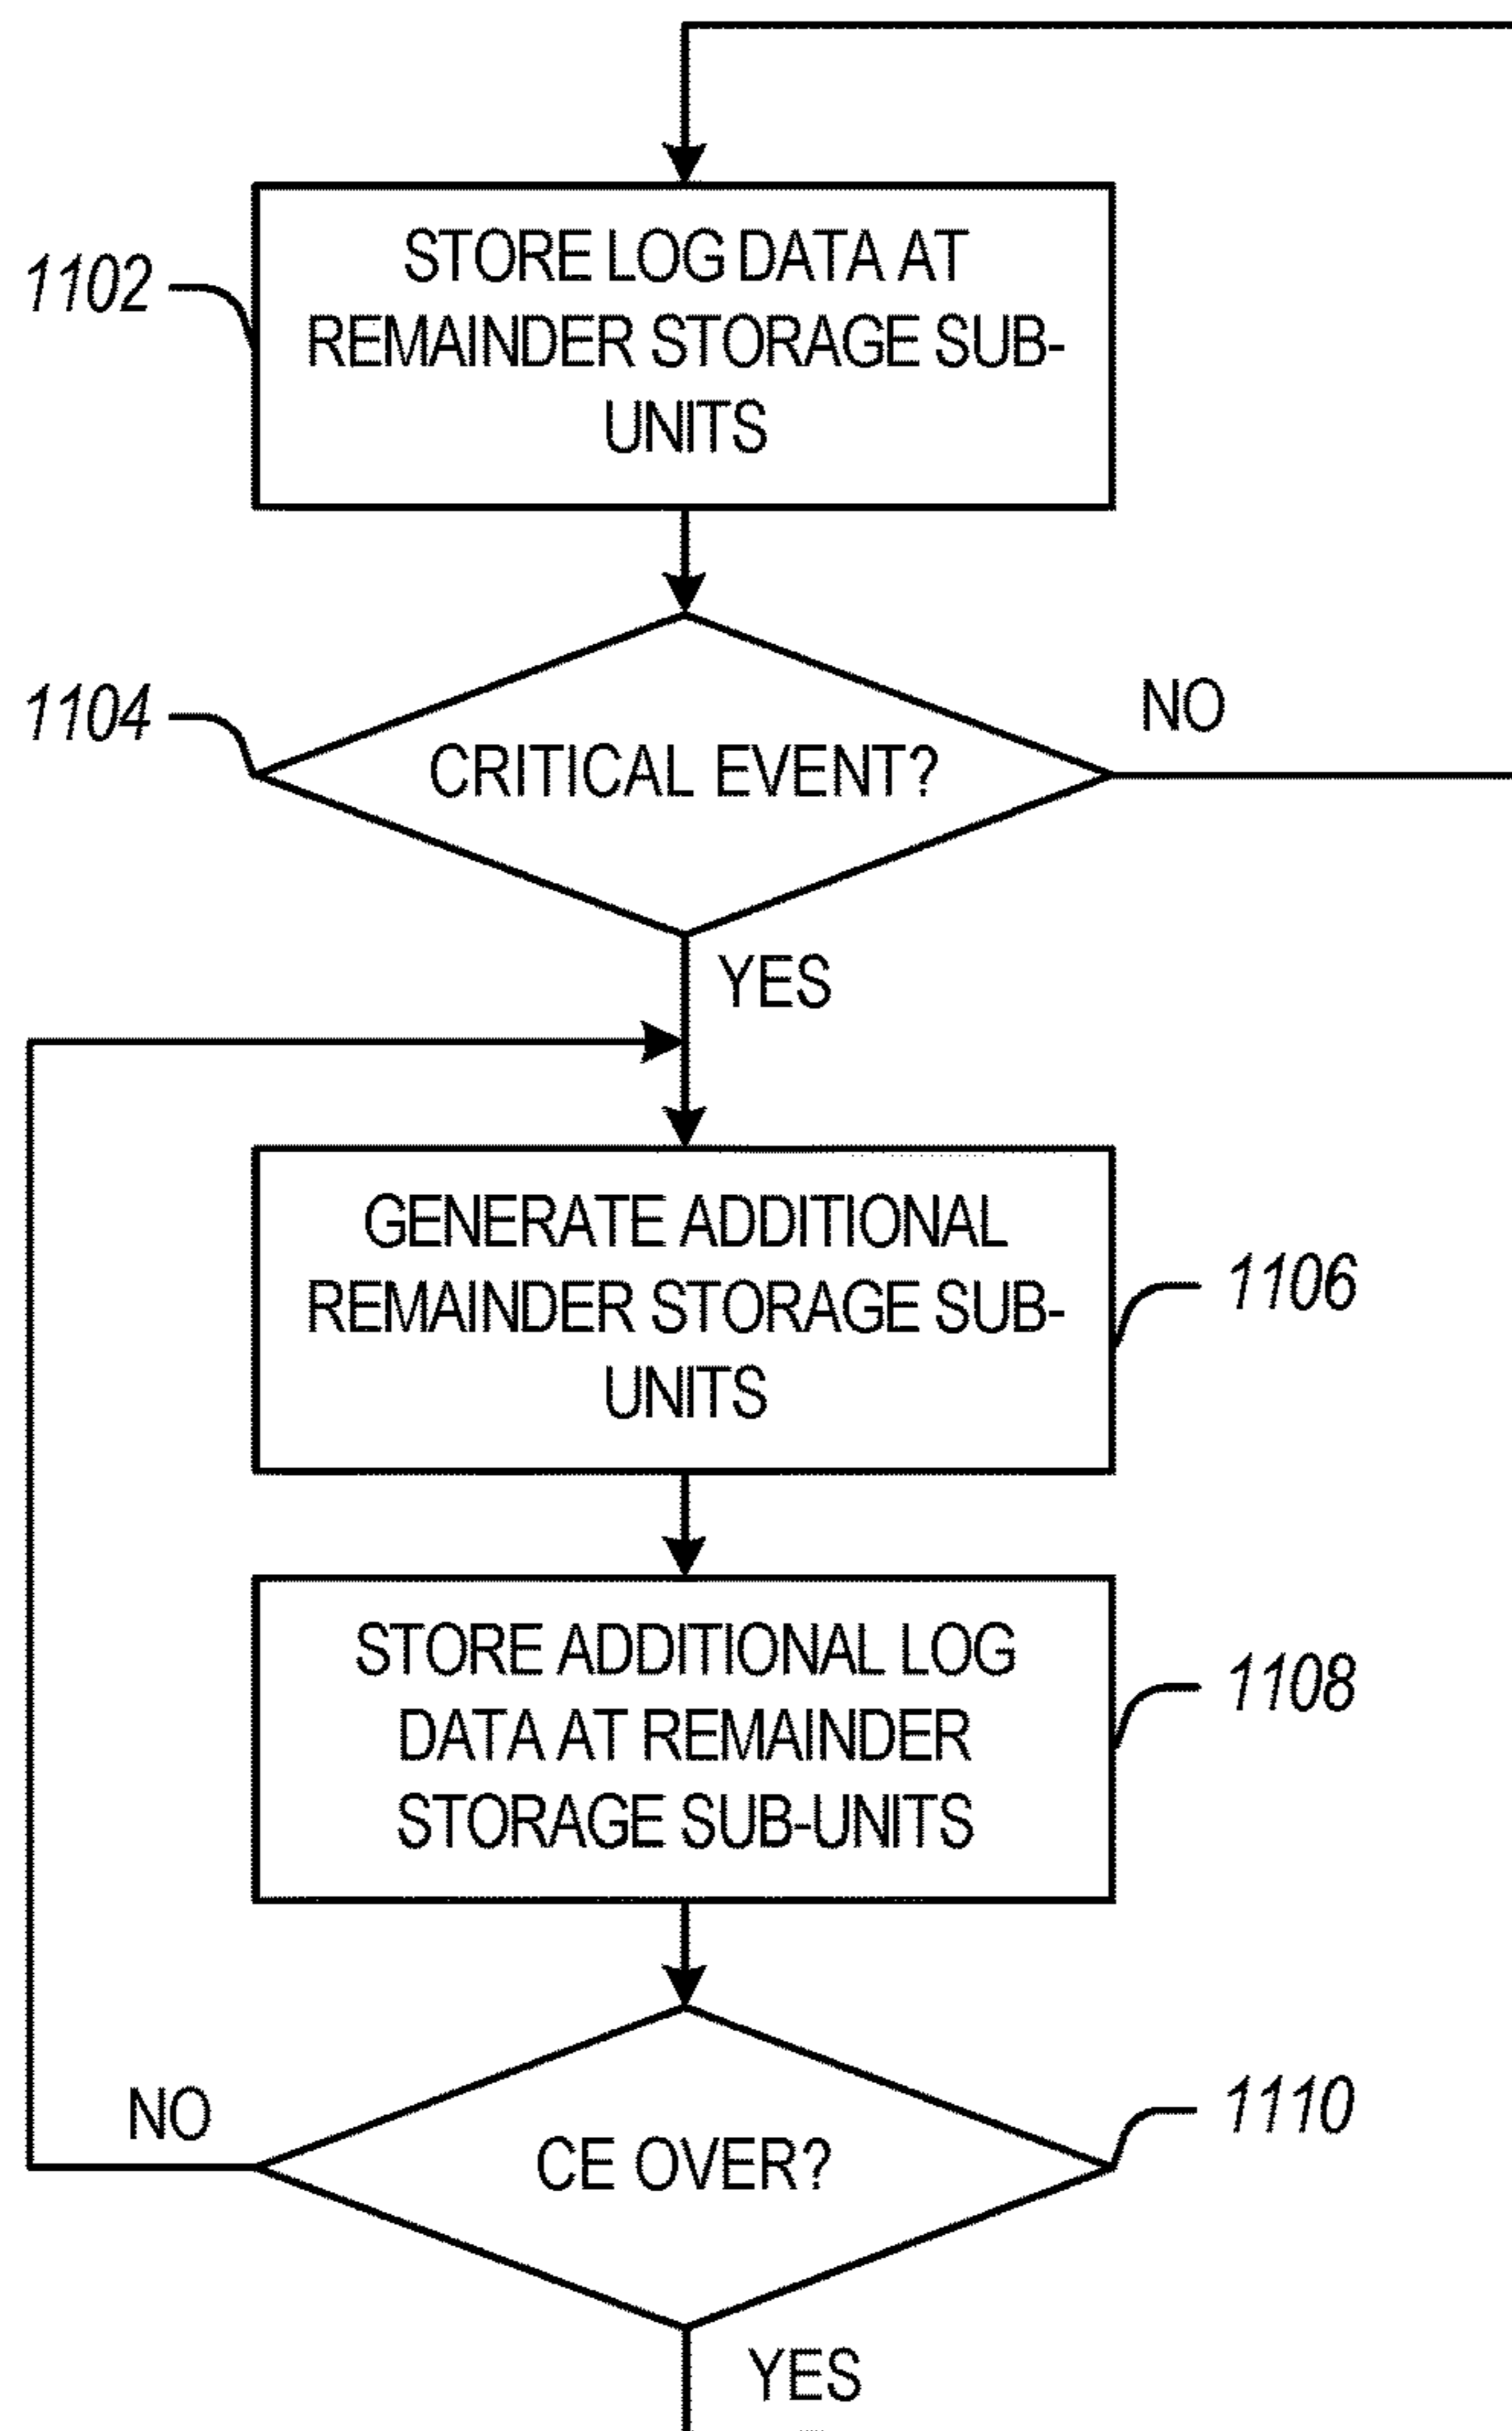 STORE LOG DATA AT
REMAINDER STORAGE SUB-
UNITS
1102
1104
NO
CRITICAL EVENT?
YES
GENERATE ADDITIONAL
REMAINDER STORAGE SUB-
UNITS
1106
STORE ADDITIONAL LOG
DATA AT REMAINDER
STORAGE SUB-UNITS
1108
NO
CE OVER?
1110
YES